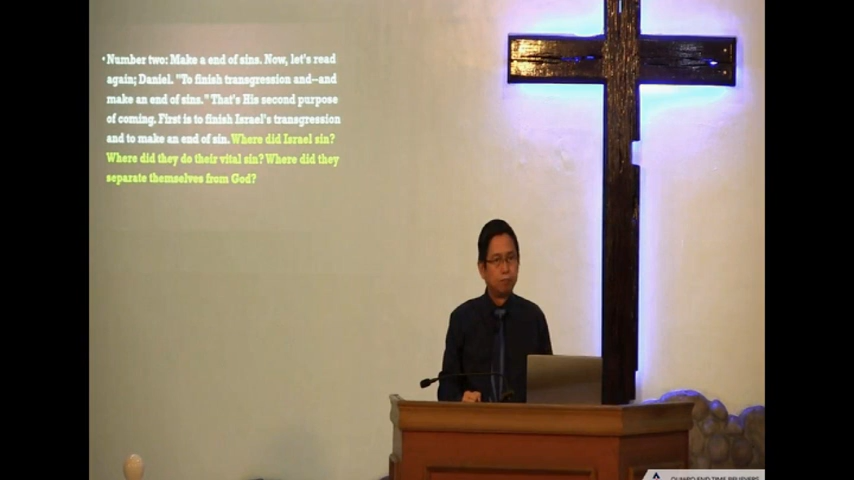 • Number two: Make a end of sins. Now, let's read
again; Daniel. "To finish transgression and--and
make an end of sins." That's His second purpose
of coming. First is to finish Israel's transgression
and to make an end of sin. Where did Israel sin?
Where did they do their vital sin? Where did they
separate themselves from God?
END TIME BELIEVERS